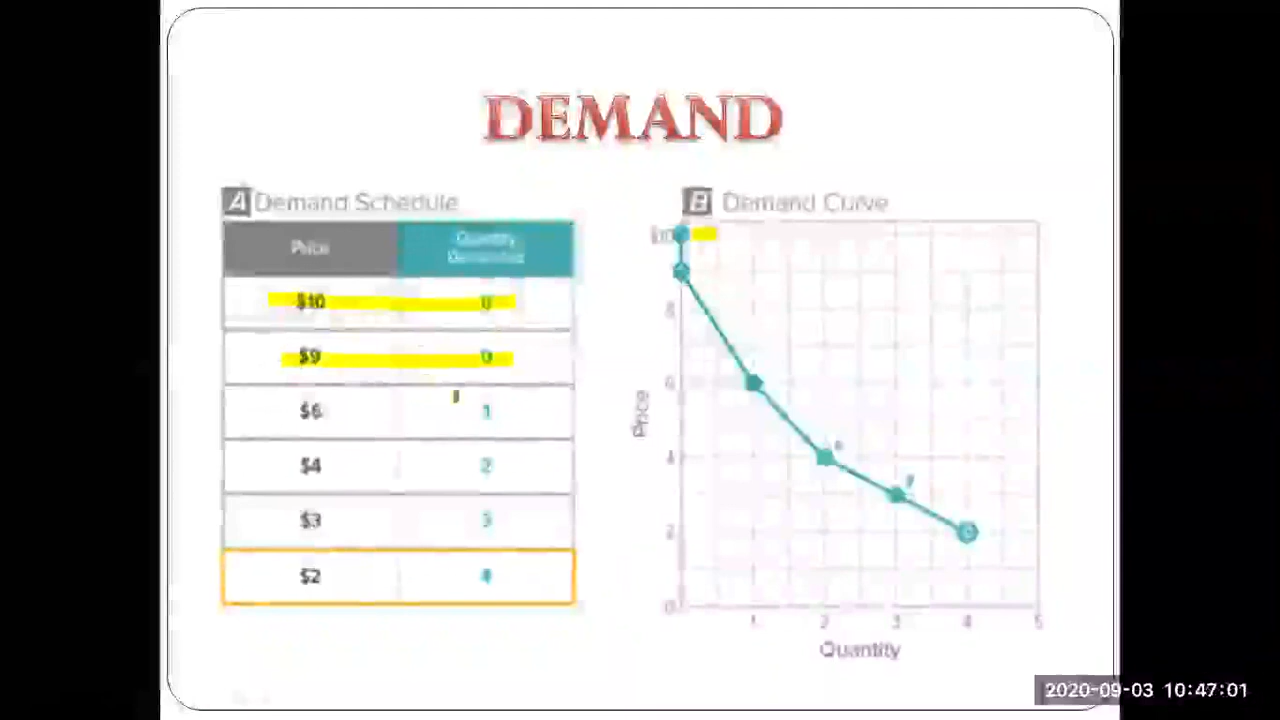 DEMAND
A Demand Schedule
Price Quantity Demanded
$10 0
$9 0
$6 1
$4 2
$3 3
$2 4
B Demand Curve
Price
10
8
6
4
2
0
1 2 3 4 5
Quantity
2020-09-03 10:47:01